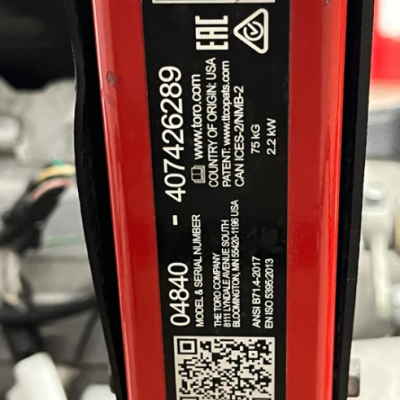 04840 - 407426289
MODEL & SERIAL NUMBER
THE TORO COMPANY
8111 LYNDALE AVENUE SOUTH
BLOOMINGTON, MN 55420-1196 USA
ANSI B71.4-2017
EN ISO 5395:2013
www.toro.com
COUNTRY OF ORIGIN: USA
PATENT: www.ttcopats.com
CAN ICES-2/NMB-2
75 kG
2.2 kW
EAC